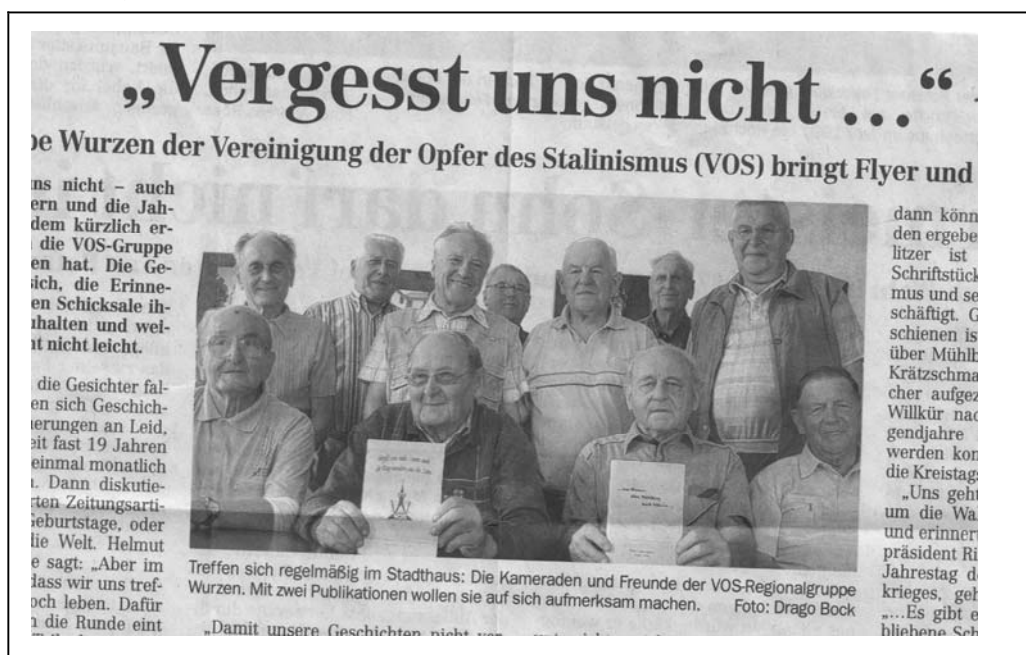 „Vergesst uns nicht …“
pe Wurzen der Vereinigung der Opfer des Stalinismus (VOS) bringt Flyer und
ns nicht – auch
ern und die Jah-
dem kürzlich er-
die VOS-Gruppe
en hat. Die Ge-
sich, die Erinne-
en Schicksale ih-
uhalten und wei-
ht nicht leicht.
die Gesichter fal-
en sich Geschich-
nerungen an Leid,
eit fast 19 Jahren
einmal monatlich
. Dann diskutie-
rten Zeitungsarti-
Geburtstage, oder
die Welt. Helmut
e sagt: „Aber im
dass wir uns tref-
och leben. Dafür
n die Runde eint
Treffen sich regelmäßig im Stadthaus: Die Kameraden und Freunde der VOS-Regionalgruppe
Wurzen. Mit zwei Publikationen wollen sie auf sich aufmerksam machen. Foto: Drago Bock
„Damit unsere Geschichten nicht ver-
dann könn
den ergebe
litzer ist
Schriftstück
mus und se
schäftigt. G
schienen is
über Mühlb
Krätzschma
cher aufgez
Willkür nac
gendjahre
werden kon
die Kreistags
„Uns geht
um die Wa
und erinnert
präsident Ri
Jahrestag d
krieges, geh
„…Es gibt e
bliebene Sch